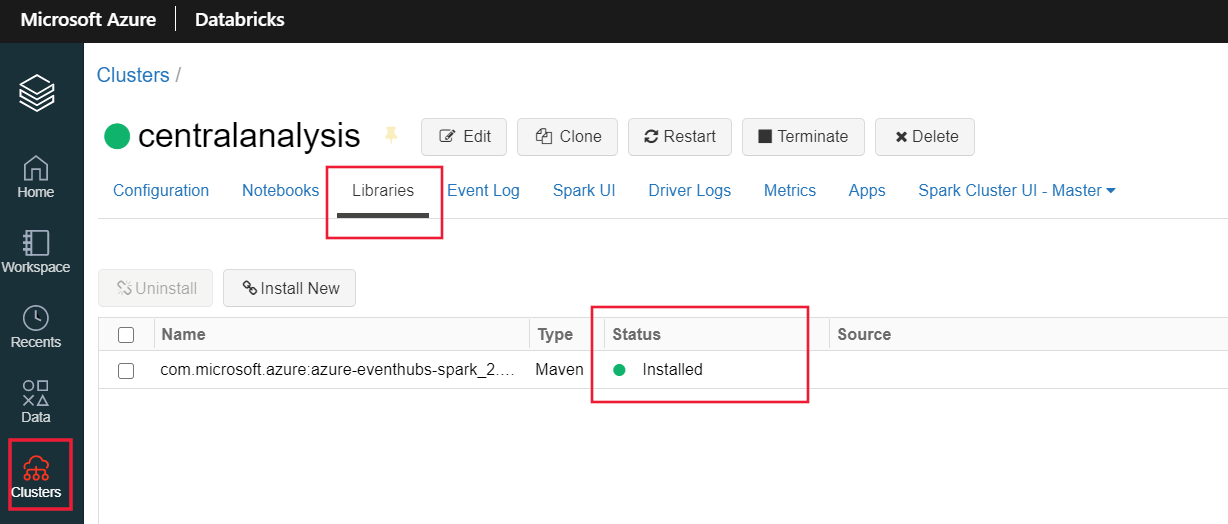 Microsoft Azure Databricks
Clusters /
centralanalysis Edit Clone Restart Terminate Delete
Configuration Notebooks Libraries Event Log Spark UI Driver Logs Metrics Apps Spark Cluster UI - Master
Home
Workspace
Recents
Data
Clusters
Uninstall Install New
Name Type Status Source
com.microsoft.azure:azure-eventhubs-spark_2.... Maven Installed